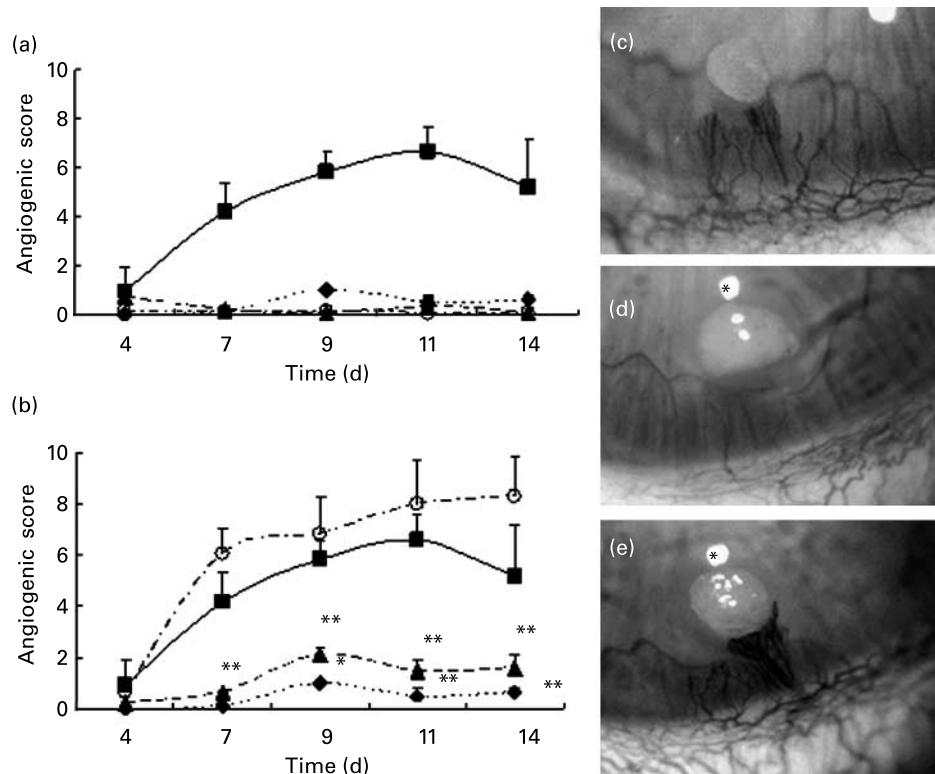 (a)
10
8
6
4
2
0
Angiogenic score
4 7 9 11 14
Time (d)
(b)
10
8
6
4
2
0
Angiogenic score
** ** * ** ** ** **
4 7 9 11 14
Time (d)
(c)
(d)
*
(e)
*